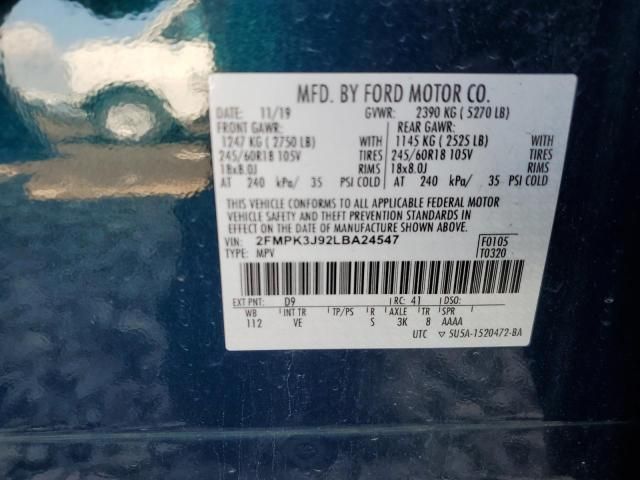 MFD. BY FORD MOTOR CO.
DATE: 11/19 GVWR: 2390 KG ( 5270 LB)
FRONT GAWR: REAR GAWR:
1247 KG ( 2750 LB) WITH 1145 KG ( 2525 LB) WITH
245/60R18 105V TIRES 245/60R18 105V TIRES
18x8.0J RIMS 18x8.0J RIMS
AT 240 kPa/ 35 PSI COLD AT 240 kPa/ 35 PSI COLD
THIS VEHICLE CONFORMS TO ALL APPLICABLE FEDERAL MOTOR
VEHICLE SAFETY AND THEFT PREVENTION STANDARDS IN
EFFECT ON THE DATE OF MANUFACTURE SHOWN ABOVE.
VIN: 2FMPK3J92LBA24547 F0105
TYPE: MPV T0320
EXT PNT: D9 RC: 41 DSO:
WB INT TR TP/PS R AXLE TR SPR
112 VE S 3K 8 AAAA
UTC 5U5A-1520472-BA